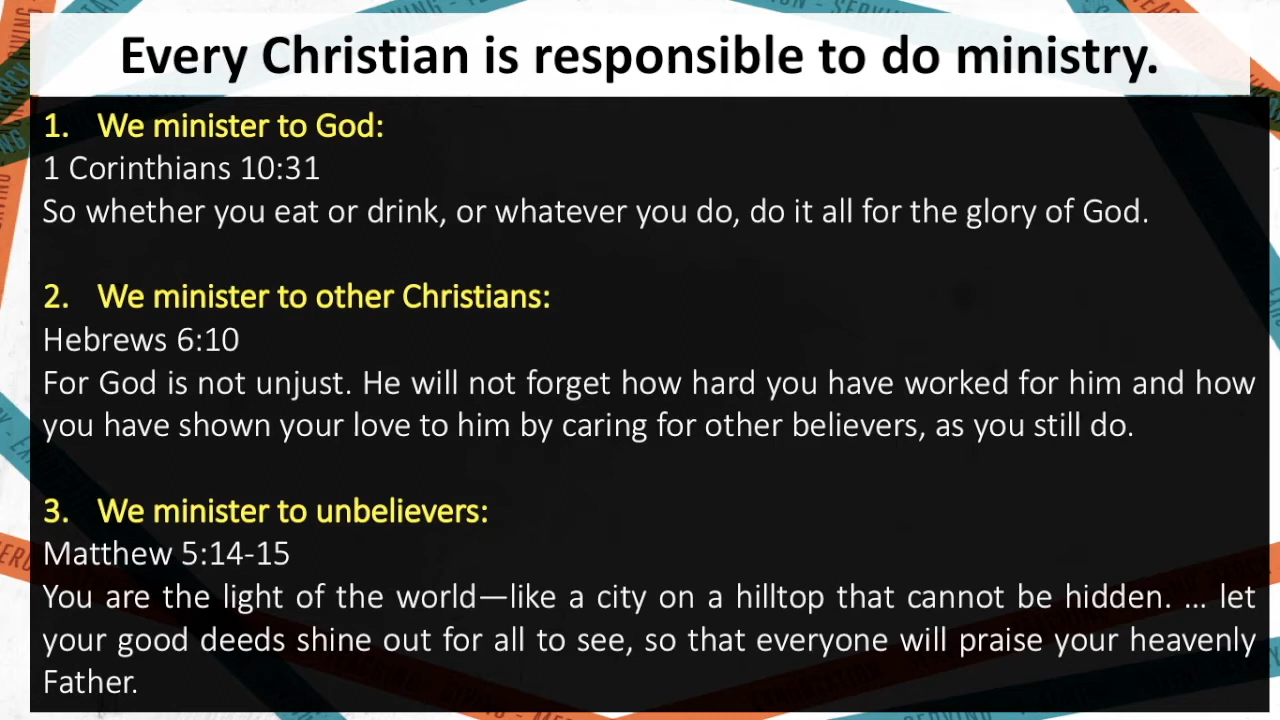 Every Christian is responsible to do ministry.
1. We minister to God:
1 Corinthians 10:31
So whether you eat or drink, or whatever you do, do it all for the glory of God.
2. We minister to other Christians:
Hebrews 6:10
For God is not unjust. He will not forget how hard you have worked for him and how
you have shown your love to him by caring for other believers, as you still do.
3. We minister to unbelievers:
Matthew 5:14-15
You are the light of the world—like a city on a hilltop that cannot be hidden. … let
your good deeds shine out for all to see, so that everyone will praise your heavenly
Father.